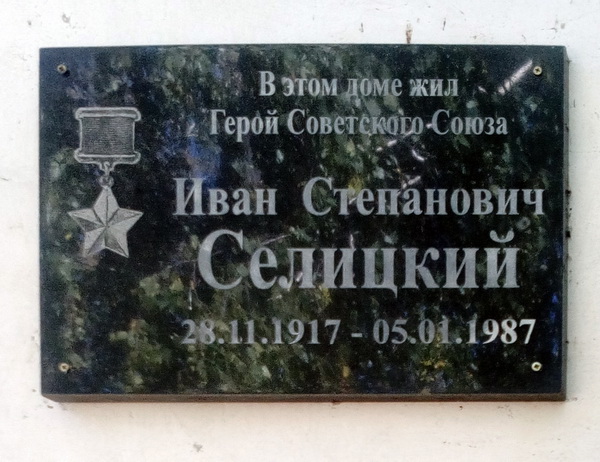 В этом доме жил
Герой Советского Союза
Иван Степанович
Селицкий
28.11.1917 - 05.01.1987